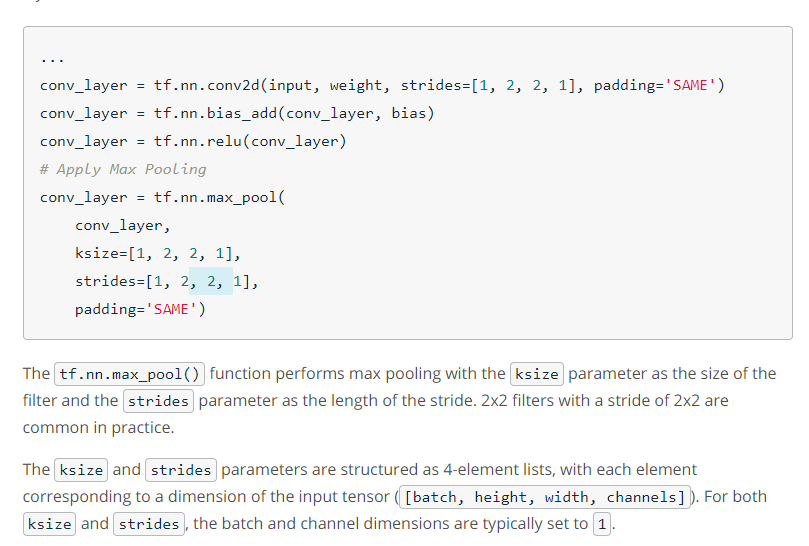 ...
conv_layer = tf.nn.conv2d(input, weight, strides=[1, 2, 2, 1], padding='SAME')
conv_layer = tf.nn.bias_add(conv_layer, bias)
conv_layer = tf.nn.relu(conv_layer)
# Apply Max Pooling
conv_layer = tf.nn.max_pool(
    conv_layer,
    ksize=[1, 2, 2, 1],
    strides=[1, 2, 2, 1],
    padding='SAME')
The tf.nn.max_pool() function performs max pooling with the ksize parameter as the size of the
filter and the strides parameter as the length of the stride. 2x2 filters with a stride of 2x2 are
common in practice.
The ksize and strides parameters are structured as 4-element lists, with each element
corresponding to a dimension of the input tensor ([batch, height, width, channels]). For both
ksize and strides, the batch and channel dimensions are typically set to 1.